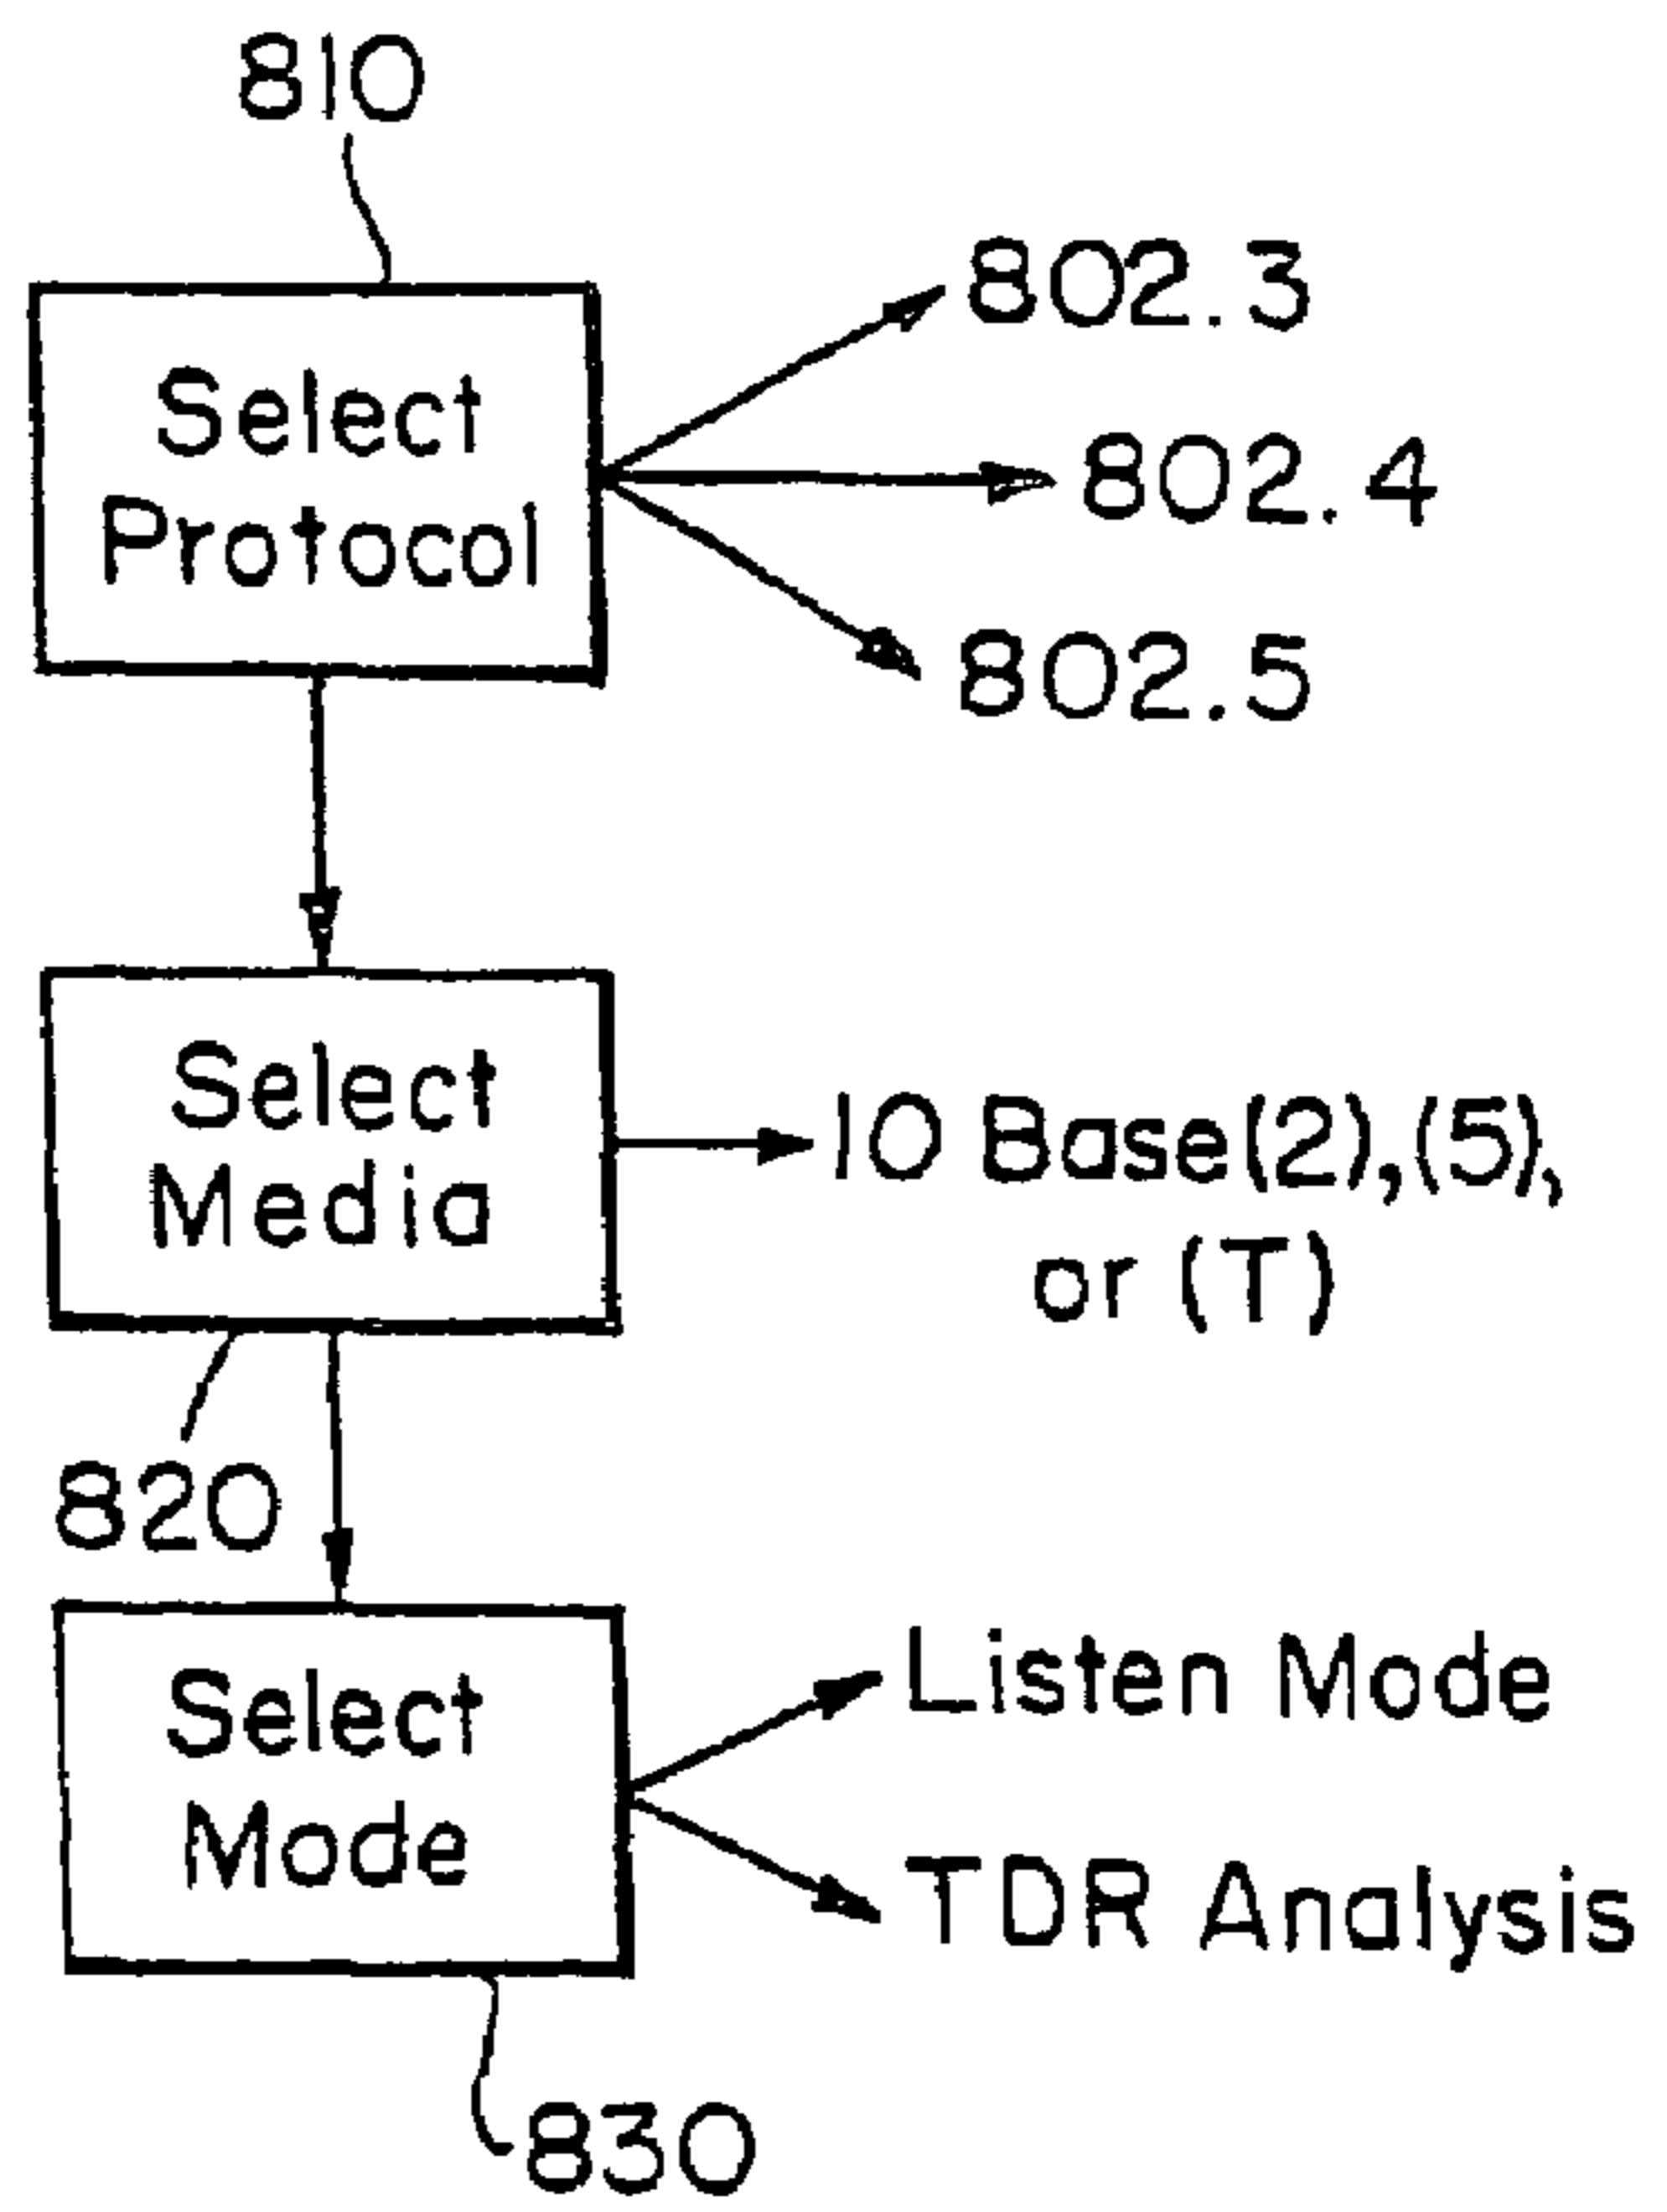 810
Select
Protocol
802.3
802.4
802.5
Select
Media
10 Base(2),(5),
or (T)
820
Select
Mode
Listen Mode
TDR Analysis
830